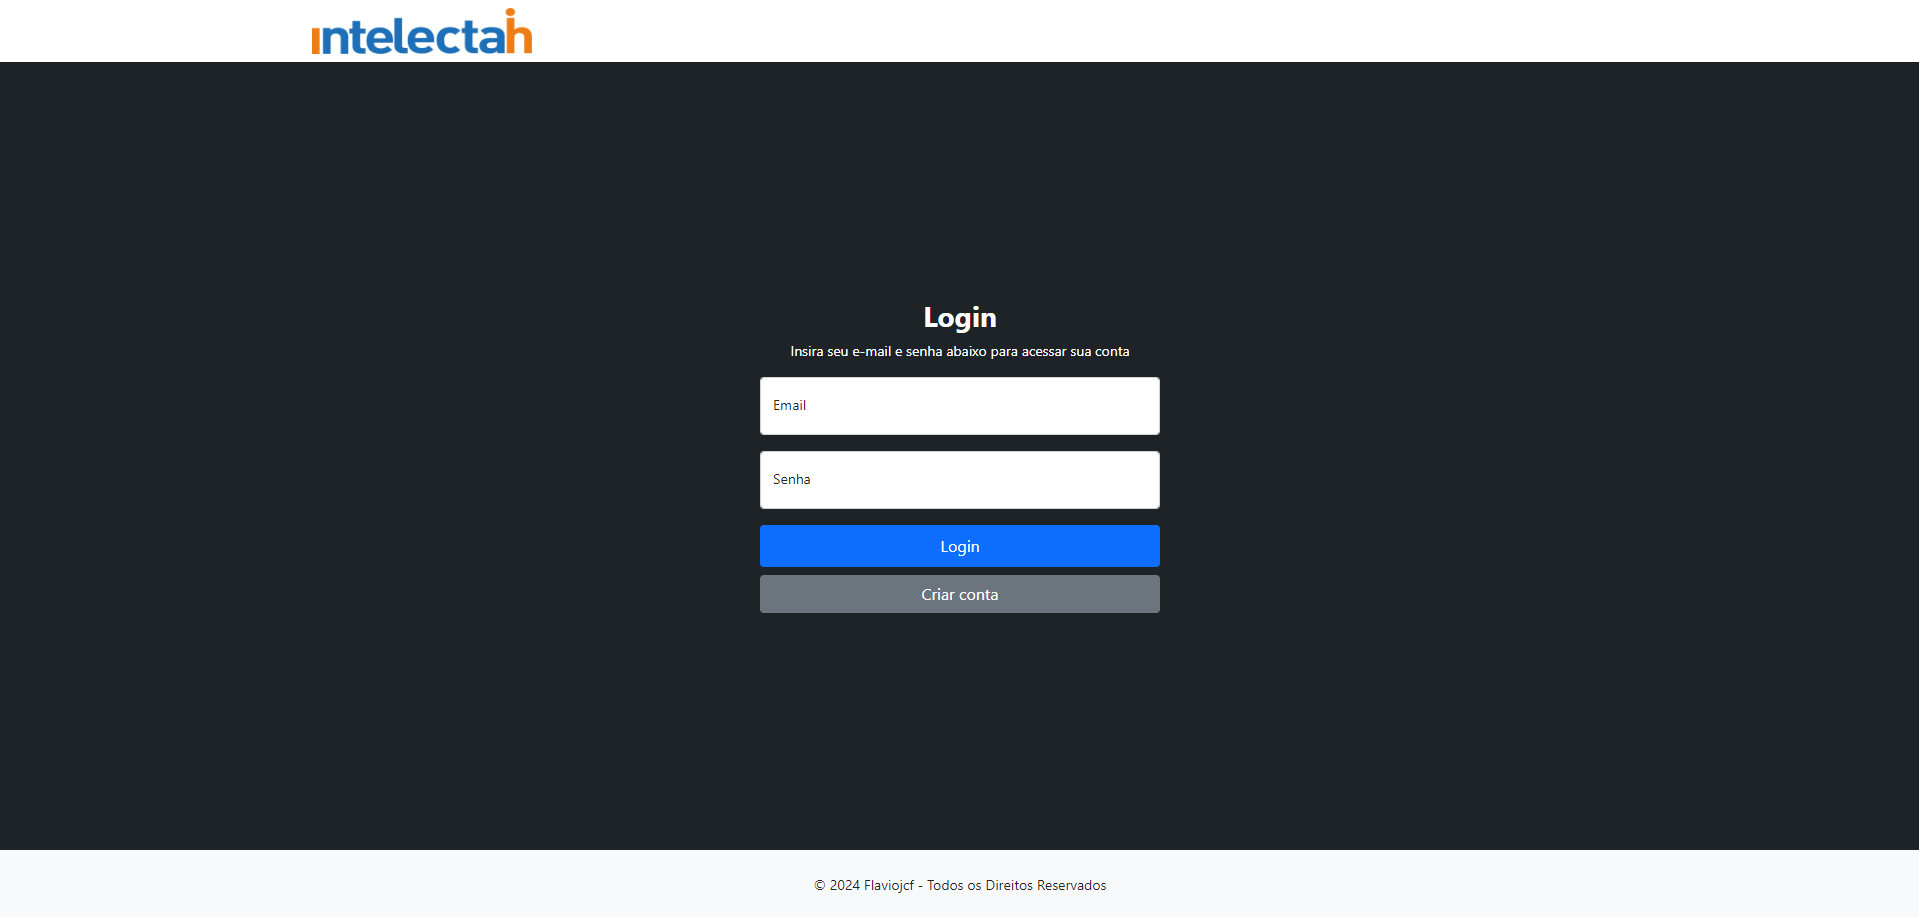 intelectah
Login
Insira seu e-mail e senha abaixo para acessar sua conta
Email
Senha
Login
Criar conta
© 2024 Flaviojcf - Todos os Direitos Reservados